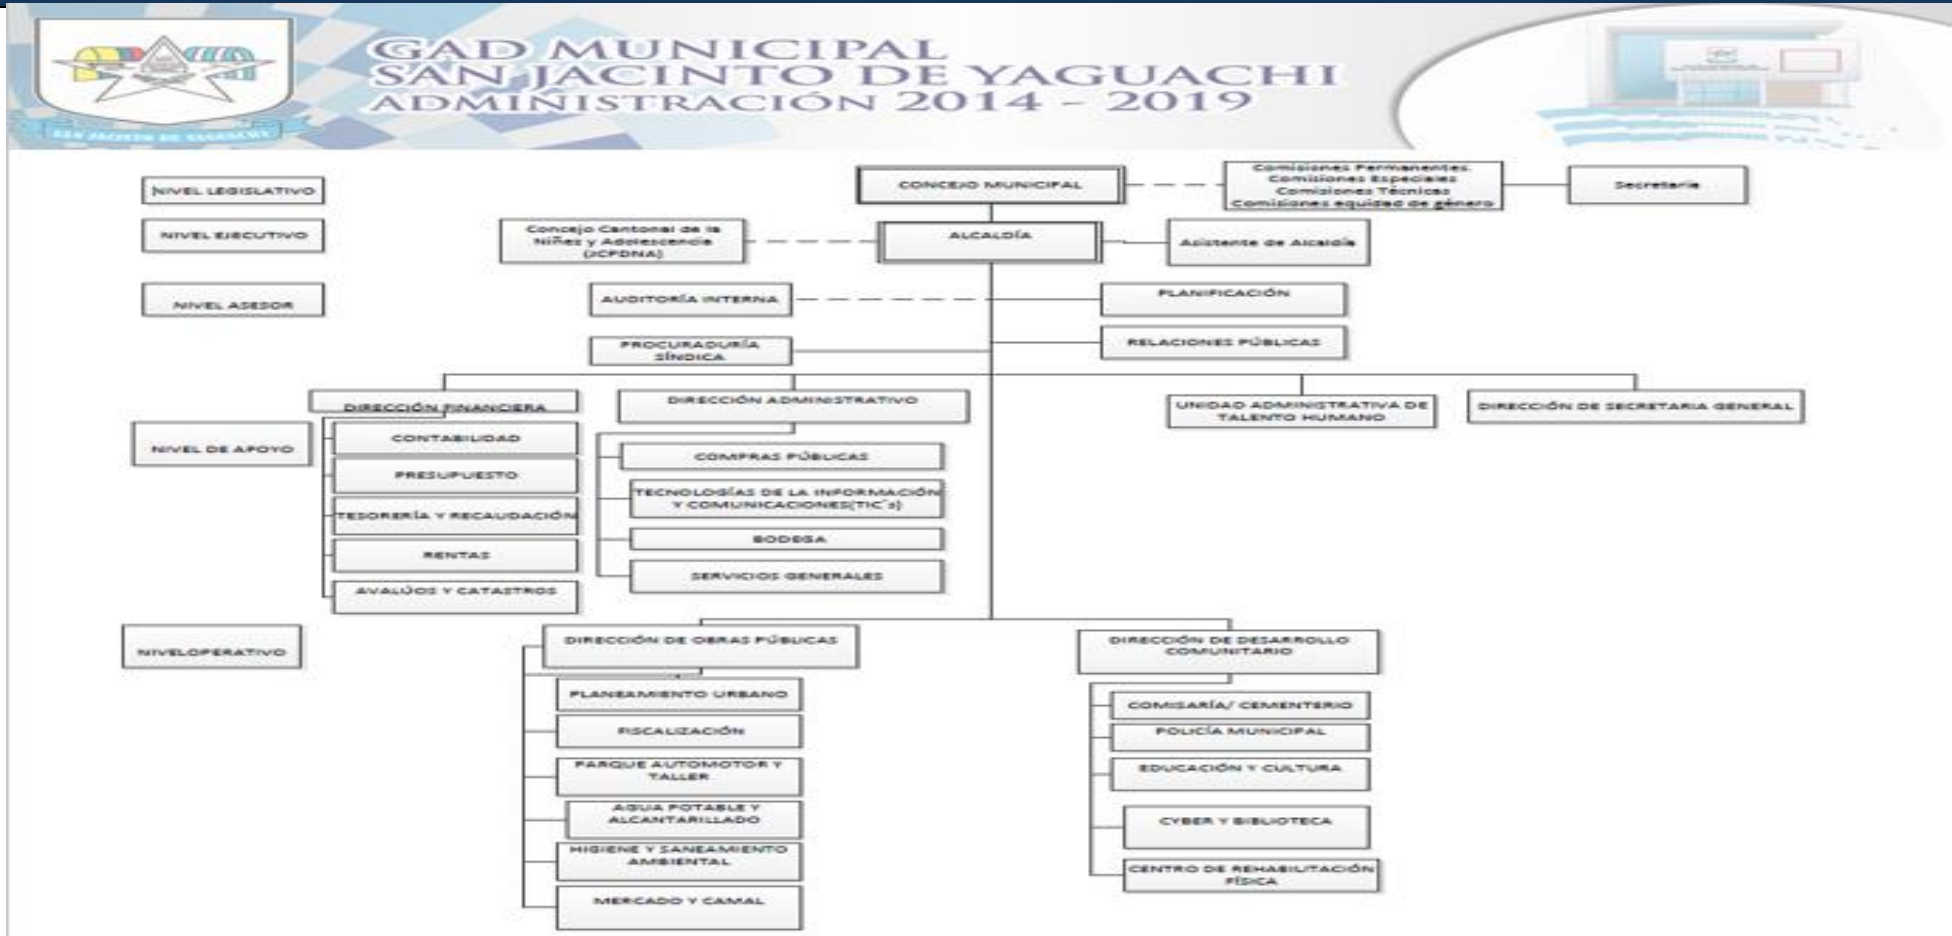 GAD MUNICIPAL
SAN JACINTO DE YAGUACHI
ADMINISTRACIÓN 2014 - 2019
SAN JACINTO DE YAGUACHI
NIVEL LEGISLATIVO
CONCEJO MUNICIPAL
Comisiones Permanentes.
Comisiones Especiales
Comisiones Técnicas
Comisiones equidad de género
Secretaría
NIVEL EJECUTIVO
Concejo Cantonal de la
Niñez y Adolescencia
(JCPDNA)
ALCALDÍA
Asistente de Alcaldía
NIVEL ASESOR
AUDITORÍA INTERNA
PLANIFICACIÓN
PROCURADURÍA
SÍNDICA
RELACIONES PÚBLICAS
DIRECCIÓN FINANCIERA
DIRECCIÓN ADMINISTRATIVO
UNIDAD ADMINISTRATIVA DE
TALENTO HUMANO
DIRECCIÓN DE SECRETARIA GENERAL
NIVEL DE APOYO
CONTABILIDAD
PRESUPUESTO
TESORERÍA Y RECAUDACIÓN
RENTAS
AVALÚOS Y CATASTROS
COMPRAS PÚBLICAS
TECNOLOGÍAS DE LA INFORMACIÓN
Y COMUNICACIONES(TIC´s)
BODEGA
SERVICIOS GENERALES
NIVELOPERATIVO
DIRECCIÓN DE OBRAS PÚBLICAS
PLANEAMIENTO URBANO
FISCALIZACIÓN
PARQUE AUTOMOTOR Y
TALLER
AGUA POTABLE Y
ALCANTARILLADO
HIGIENE Y SANEAMIENTO
AMBIENTAL
MERCADO Y CAMAL
DIRECCIÓN DE DESARROLLO
COMUNITARIO
COMISARÍA/ CEMENTERIO
POLICÍA MUNICIPAL
EDUCACIÓN Y CULTURA
CYBER Y BIBLIOTECA
CENTRO DE REHABILITACIÓN
FÍSICA